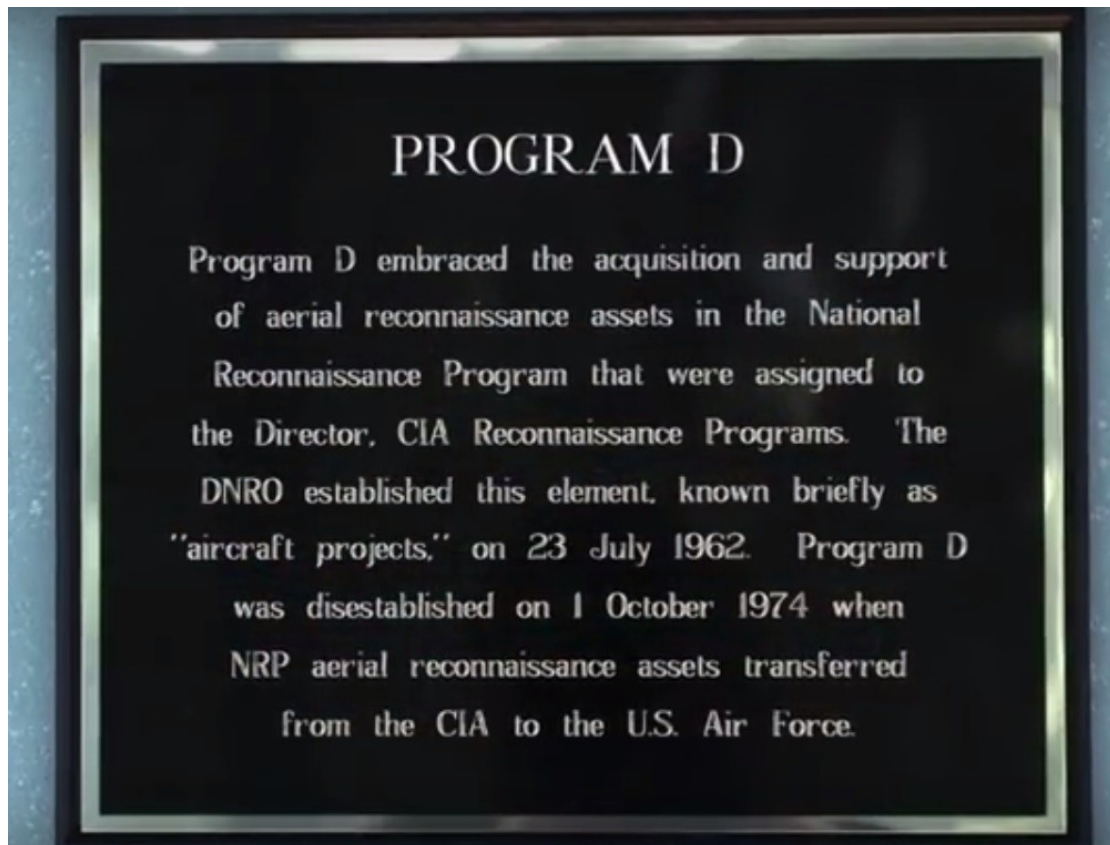 PROGRAM D
Program D embraced the acquisition and support
of aerial reconnaissance assets in the National
Reconnaissance Program that were assigned to
the Director, CIA Reconnaissance Programs. The
DNRO established this element, known briefly as
"aircraft projects," on 23 July 1962. Program D
was disestablished on 1 October 1974 when
NRP aerial reconnaissance assets transferred
from the CIA to the U.S. Air Force.